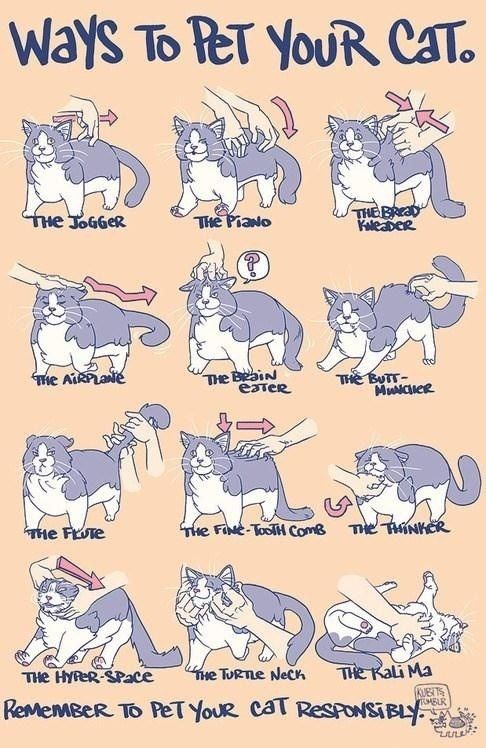 WAYS TO PET YOUR CAT.
THE JOGGER
THE PIANO
THE BREAD
KNEADER
?
THE AIRPLANE
THE BRAIN
EATER
THE BUTT-
MUNCHER
THE FLUTE
THE FINE-TOOTH COMB
THE THINKER
THE HYPER-SPACE
THE TURTLE NECK
THE KALI MA
REMEMBER TO PET YOUR CAT RESPONSIBLY.
TUMBLR